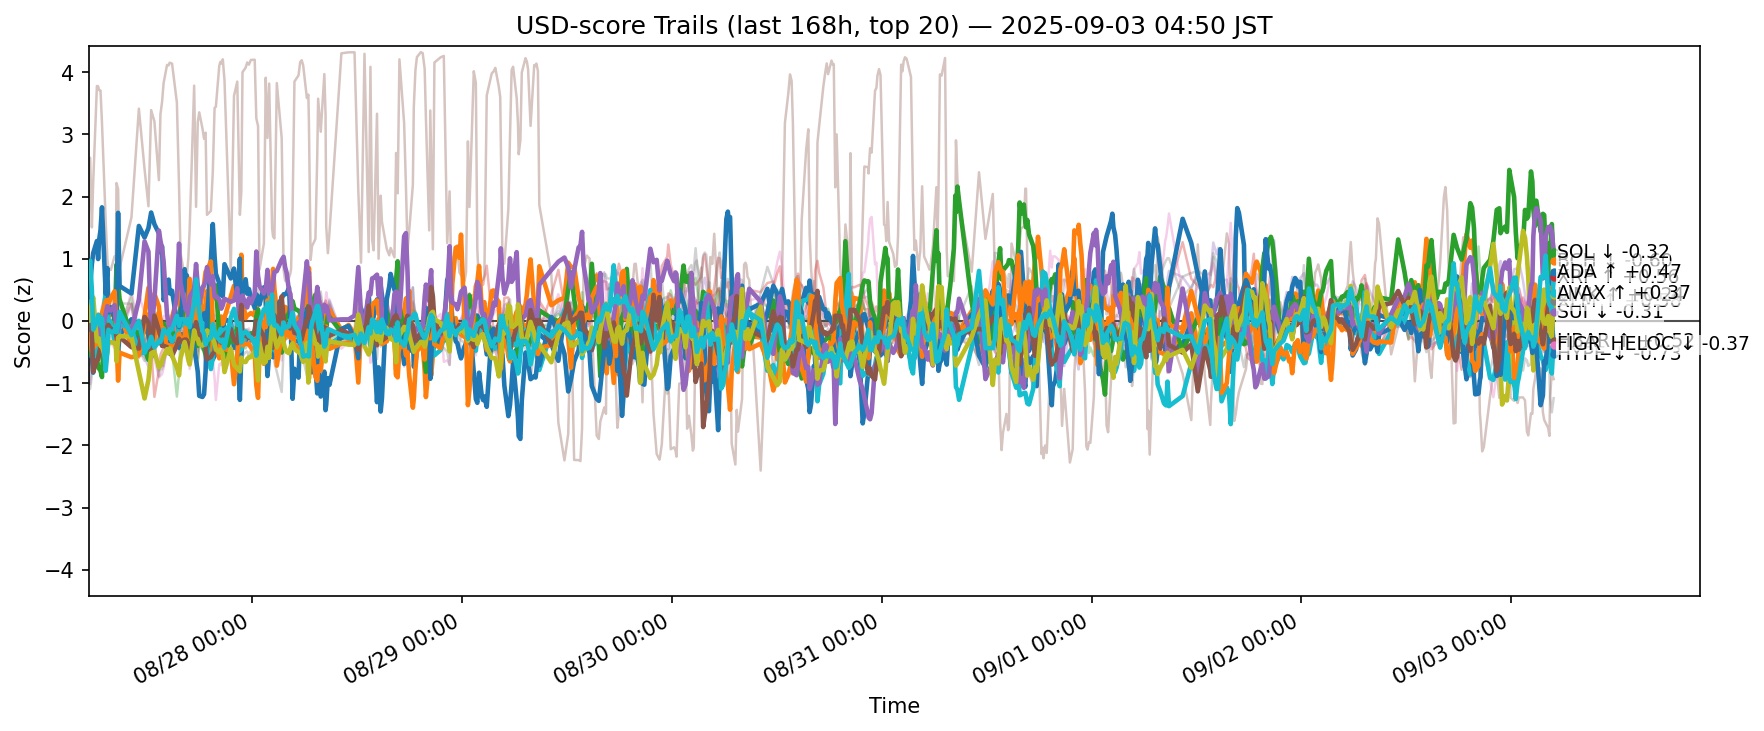 USD-score Trails (last 168h, top 20) — 2025-09-03 04:50 JST
Score (z)
4
3
2
1
0
−1
−2
−3
−4
SOL ↓ -0.32
ADA ↑ +0.47
AVAX ↑ +0.37
SUI ↓ -0.31
FIGR_HELOC ↓ -0.37
HYPE ↓ -0.73
08/28 00:00
08/29 00:00
08/30 00:00
08/31 00:00
09/01 00:00
09/02 00:00
09/03 00:00
Time